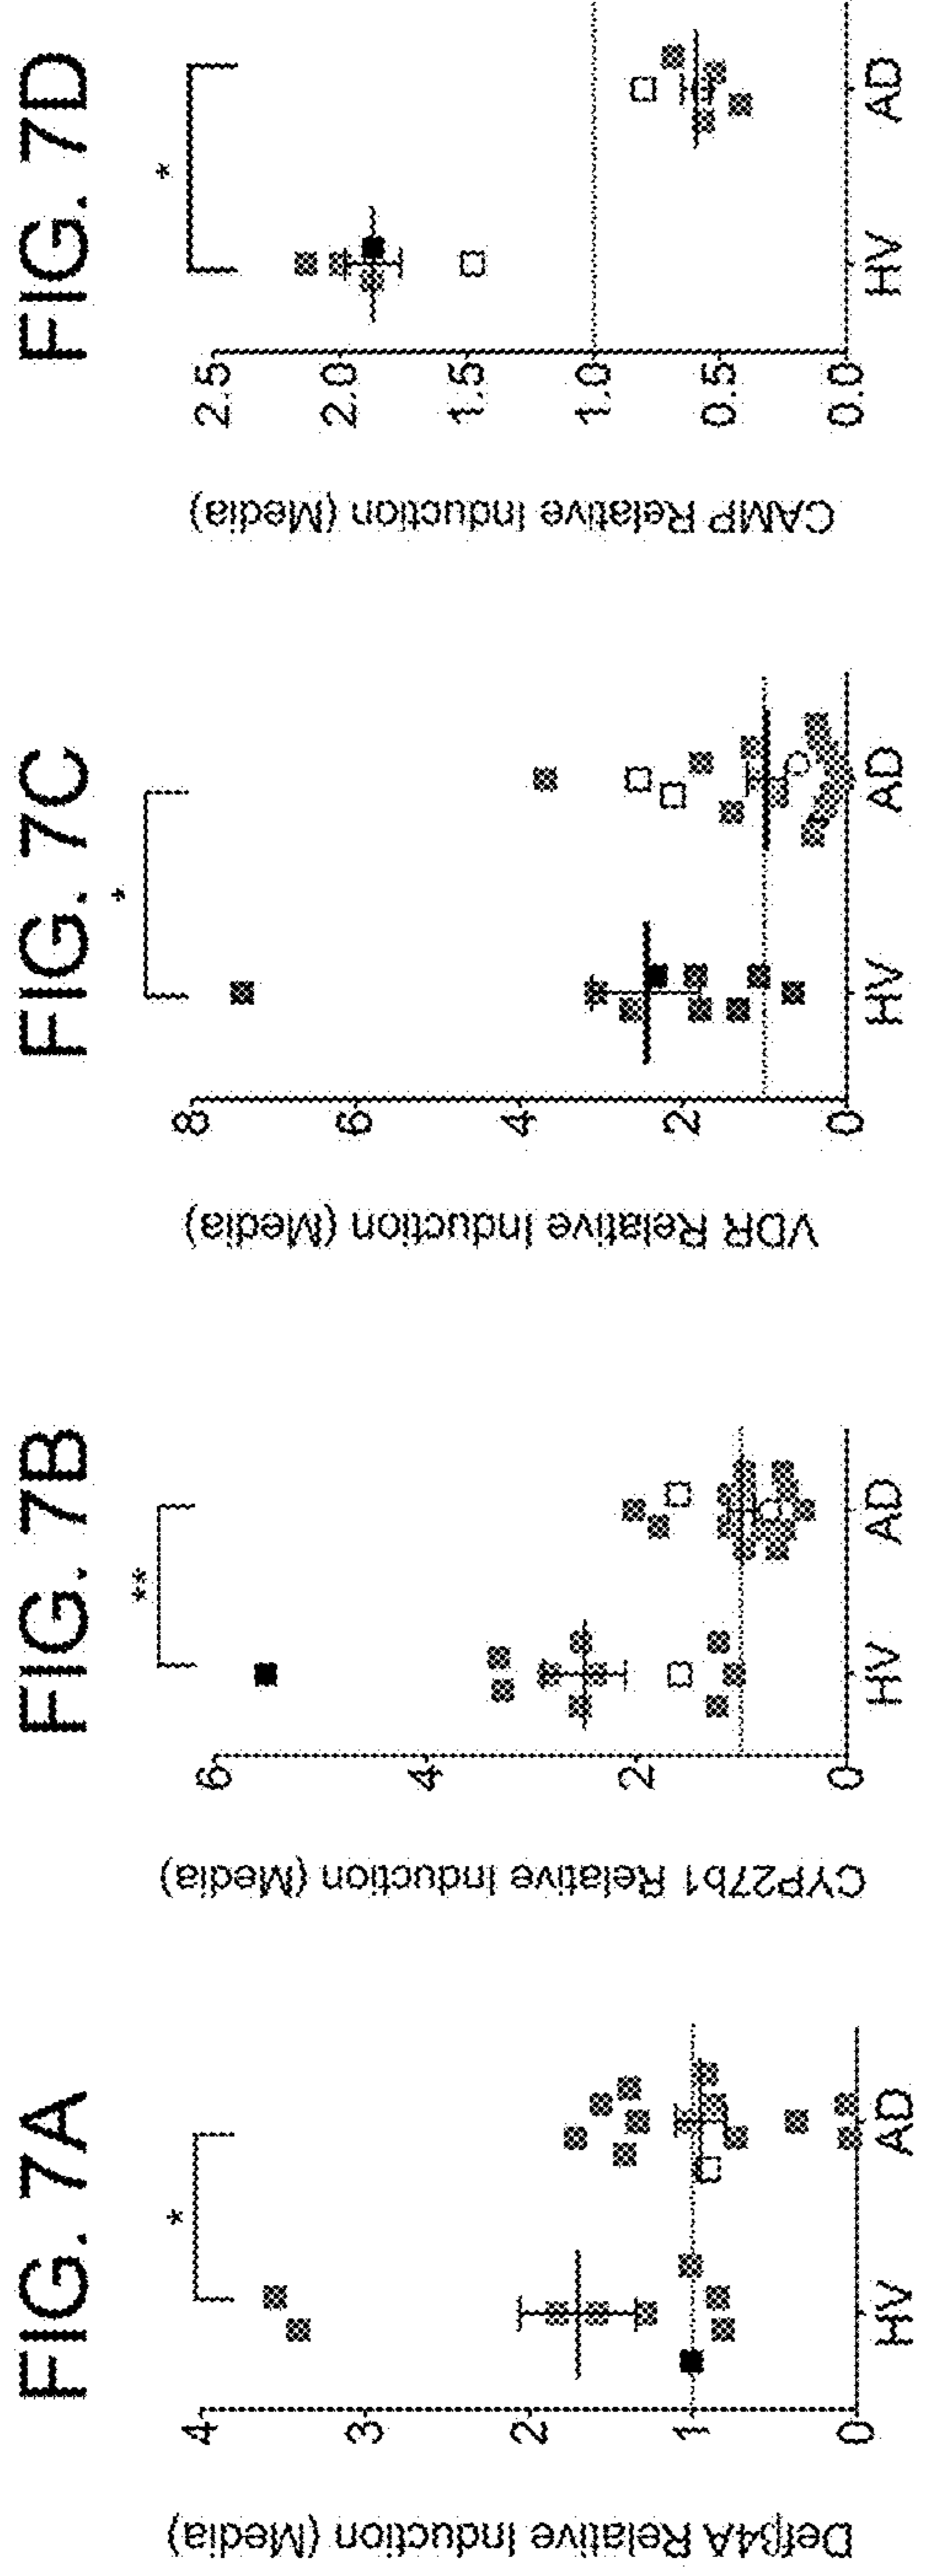 FIG. 7A
Defβ4A Relative Induction (Media)
4
3
2
1
0
*
HV
AD
FIG. 7B
CYP27b1 Relative Induction (Media)
6
4
2
0
**
HV
AD
FIG. 7C
VDR Relative Induction (Media)
8
6
4
2
0
*
HV
AD
FIG. 7D
CAMP Relative Induction (Media)
2.5
2.0
1.5
1.0
0.5
0.0
*
HV
AD